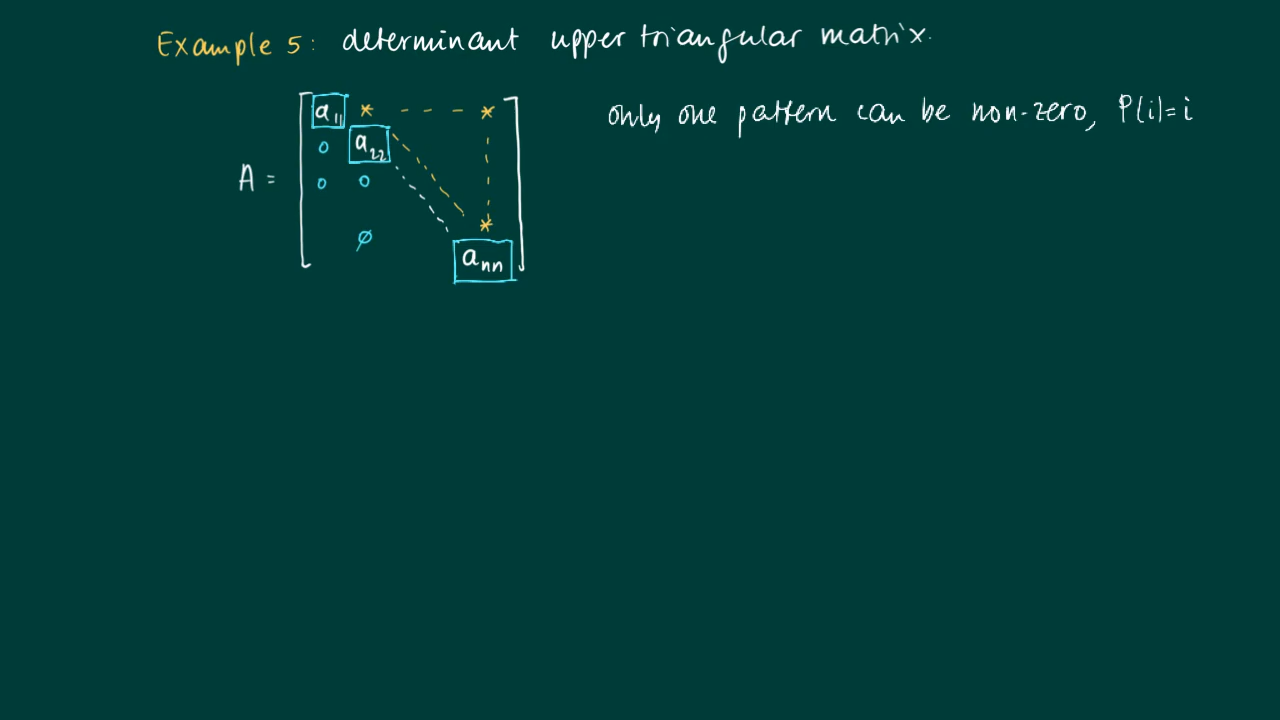 Example 5: determinant upper triangular matrix.
only one pattern can be non-zero, P(i)=i
A = [ a₁₁ * - - - *
0 a₂₂
0 0
*
∅ aₙₙ ]